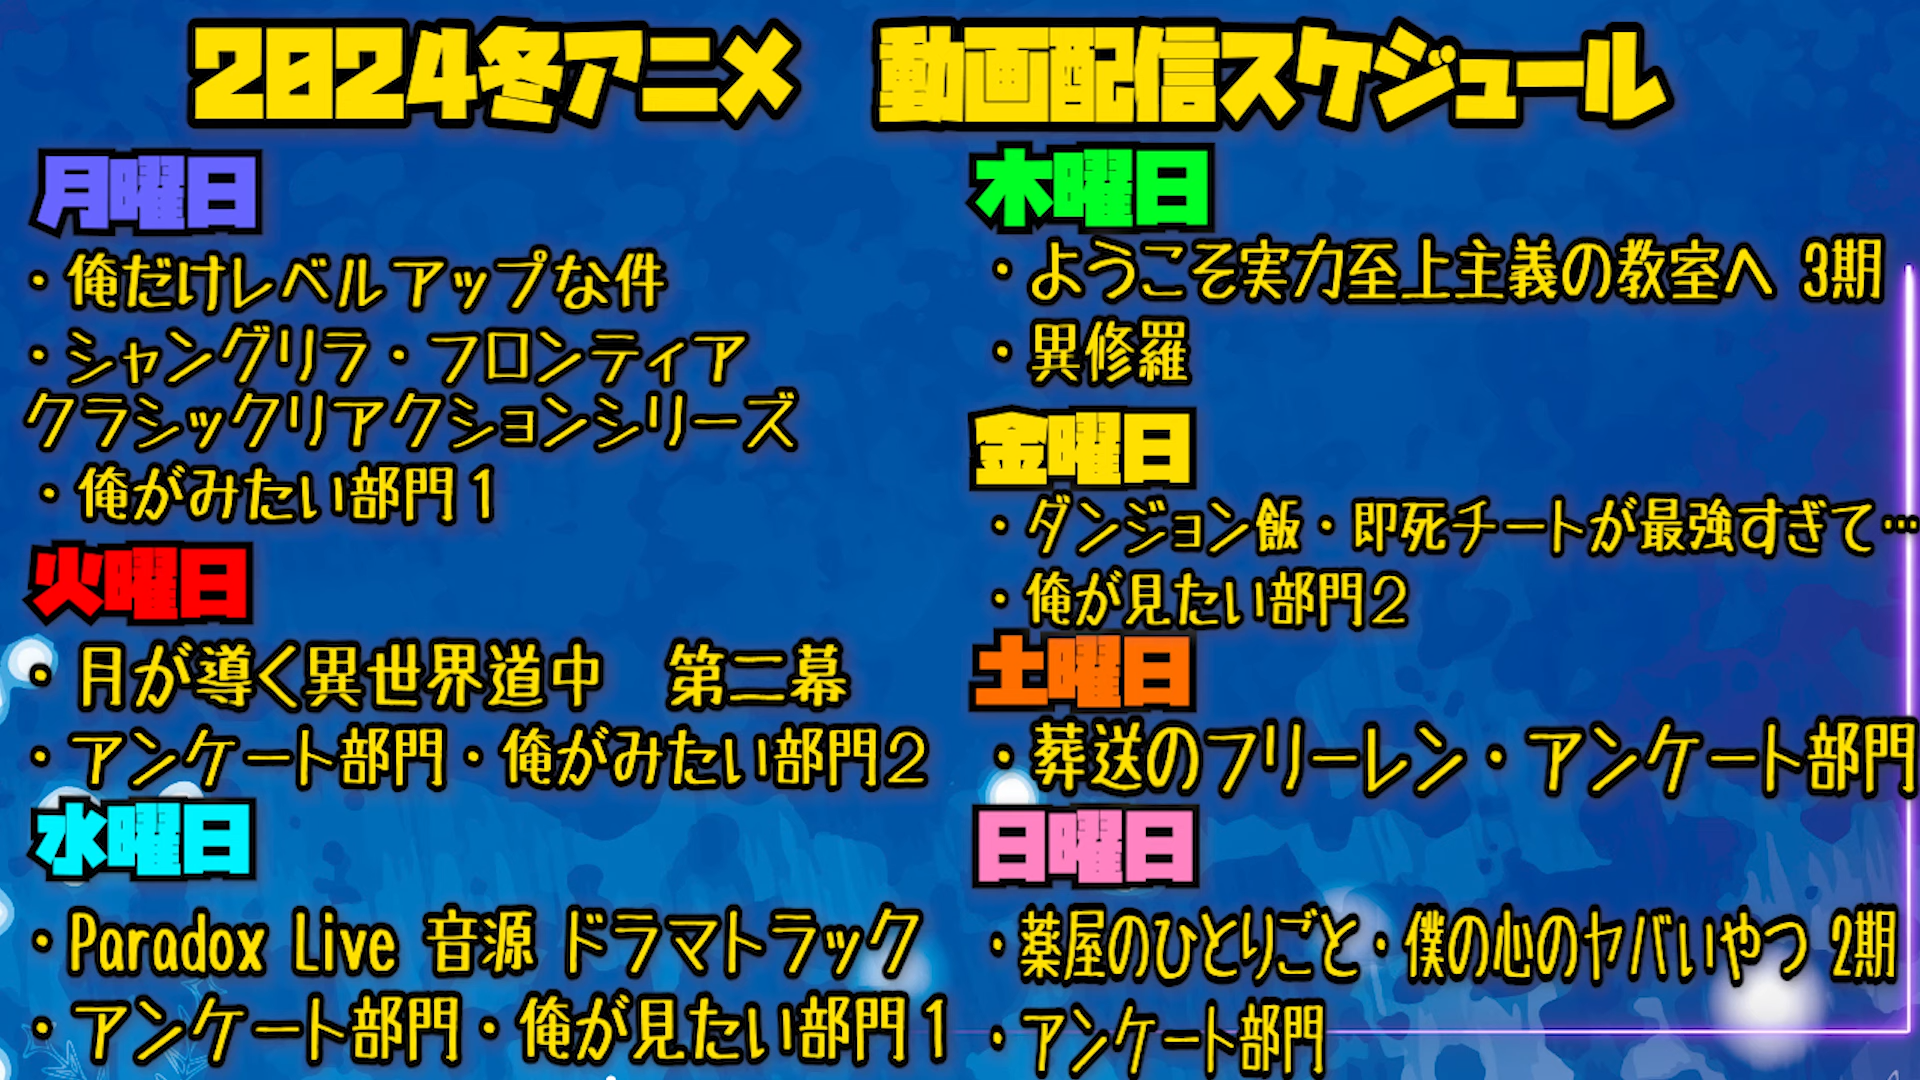 2024冬アニメ　動画配信スケジュール
月曜日
・俺だけレベルアップな件
・シャングリラ・フロンティア
クラシックリアクションシリーズ
・俺がみたい部門１
火曜日
・月が導く異世界道中　第二幕
・アンケート部門・俺がみたい部門２
水曜日
・Paradox Live 音源 ドラマトラック
・アンケート部門・俺が見たい部門１
木曜日
・ようこそ実力至上主義の教室へ 3期
・異修羅
金曜日
・ダンジョン飯・即死チートが最強すぎて…
・俺が見たい部門２
土曜日
・葬送のフリーレン・アンケート部門
日曜日
・薬屋のひとりごと・僕の心のヤバいやつ 2期
・アンケート部門